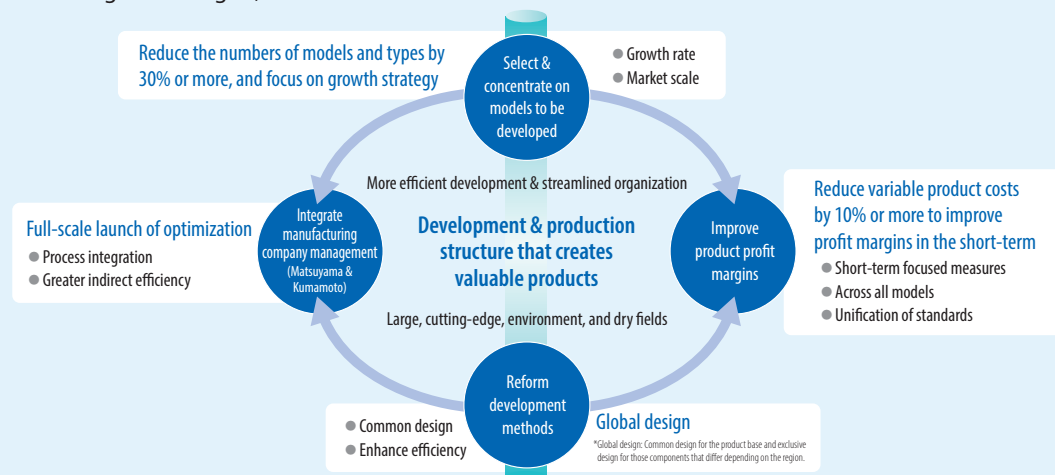 Reduce the numbers of models and types by
30% or more, and focus on growth strategy
Select &
concentrate on
models to be
developed
● Growth rate
● Market scale
More efficient development & streamlined organization
Full-scale launch of optimization
● Process integration
● Greater indirect efficiency
Integrate
manufacturing
company management
(Matsuyama &
Kumamoto)
Development & production
structure that creates
valuable products
Improve
product profit
margins
Reduce variable product costs
by 10% or more to improve
profit margins in the short-term
● Short-term focused measures
● Across all models
● Unification of standards
Large, cutting-edge, environment, and dry fields
Reform
development
methods
● Common design
● Enhance efficiency
Global design
*Global design: Common design for the product base and exclusive
design for those components that differ depending on the region.